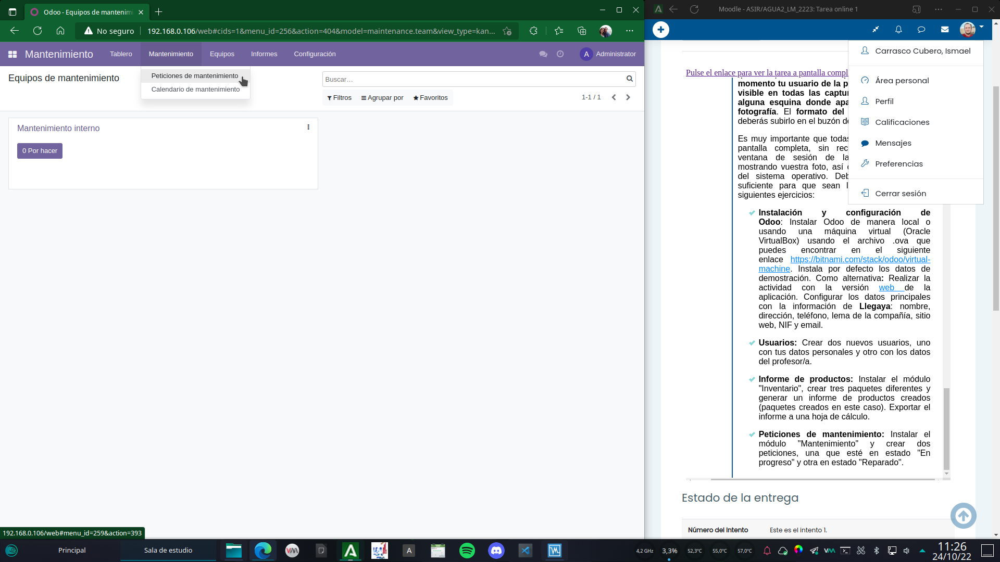 Odoo - Equipos de mantenim
No seguro
192.168.0.106/web#cids=1&menu_id=256&action=404&model=maintenance.team&view_type=kan...
Mantenimiento
Tablero
Mantenimiento
Equipos
Informes
Configuración
A
Administrator
Equipos de mantenimiento
Peticiones de mantenimiento
Calendario de mantenimiento
Buscar...
Filtros
Agrupar por
Favoritos
1-1 / 1
Mantenimiento interno
0 Por hacer
192.168.0.106/web#menu_id=259&action=393
Moodle - ASIR/AGUA2_LM_2223: Tarea online 1
Carrasco Cubero, Ismael
Área personal
Perfil
Calificaciones
Mensajes
Preferencias
Cerrar sesión
Pulse el enlace para ver la tarea a pantalla compl
momento tu usuario de la p
visible en todas las captur
alguna esquina donde apa
fotografía. El formato del
deberás subirlo en el buzón de
Es muy importante que todas
pantalla completa, sin rec
ventana de sesión de la
mostrando vuestra foto, así
del sistema operativo. Deb
suficiente para que sean l
siguientes ejercicios:
Instalación y configuración de
Odoo: Instalar Odoo de manera local o
usando una máquina virtual (Oracle
VirtualBox) usando el archivo .ova que
puedes encontrar en el siguiente
enlace https://bitnami.com/stack/odoo/virtual-
machine. Instala por defecto los datos de
demostración. Como alternativa: Realizar la
actividad con la versión web de la
aplicación. Configurar los datos principales
con la información de Llegaya: nombre,
dirección, teléfono, lema de la compañía, sitio
web, NIF y email.
Usuarios: Crear dos nuevos usuarios, uno
con tus datos personales y otro con los datos
del profesor/a.
Informe de productos: Instalar el módulo
"Inventario", crear tres paquetes diferentes y
generar un informe de productos creados
(paquetes creados en este caso). Exportar el
informe a una hoja de cálculo.
Peticiones de mantenimiento: Instalar el
módulo "Mantenimiento" y crear dos
peticiones, una que esté en estado "En
progreso" y otra en estado "Reparado".
Estado de la entrega
Número del Intento
Este es el intento 1.
Principal
Sala de estudio
4,2 GHz
3,3%
52,3°C
55,0°C
57,0°C
11:26
24/10/22